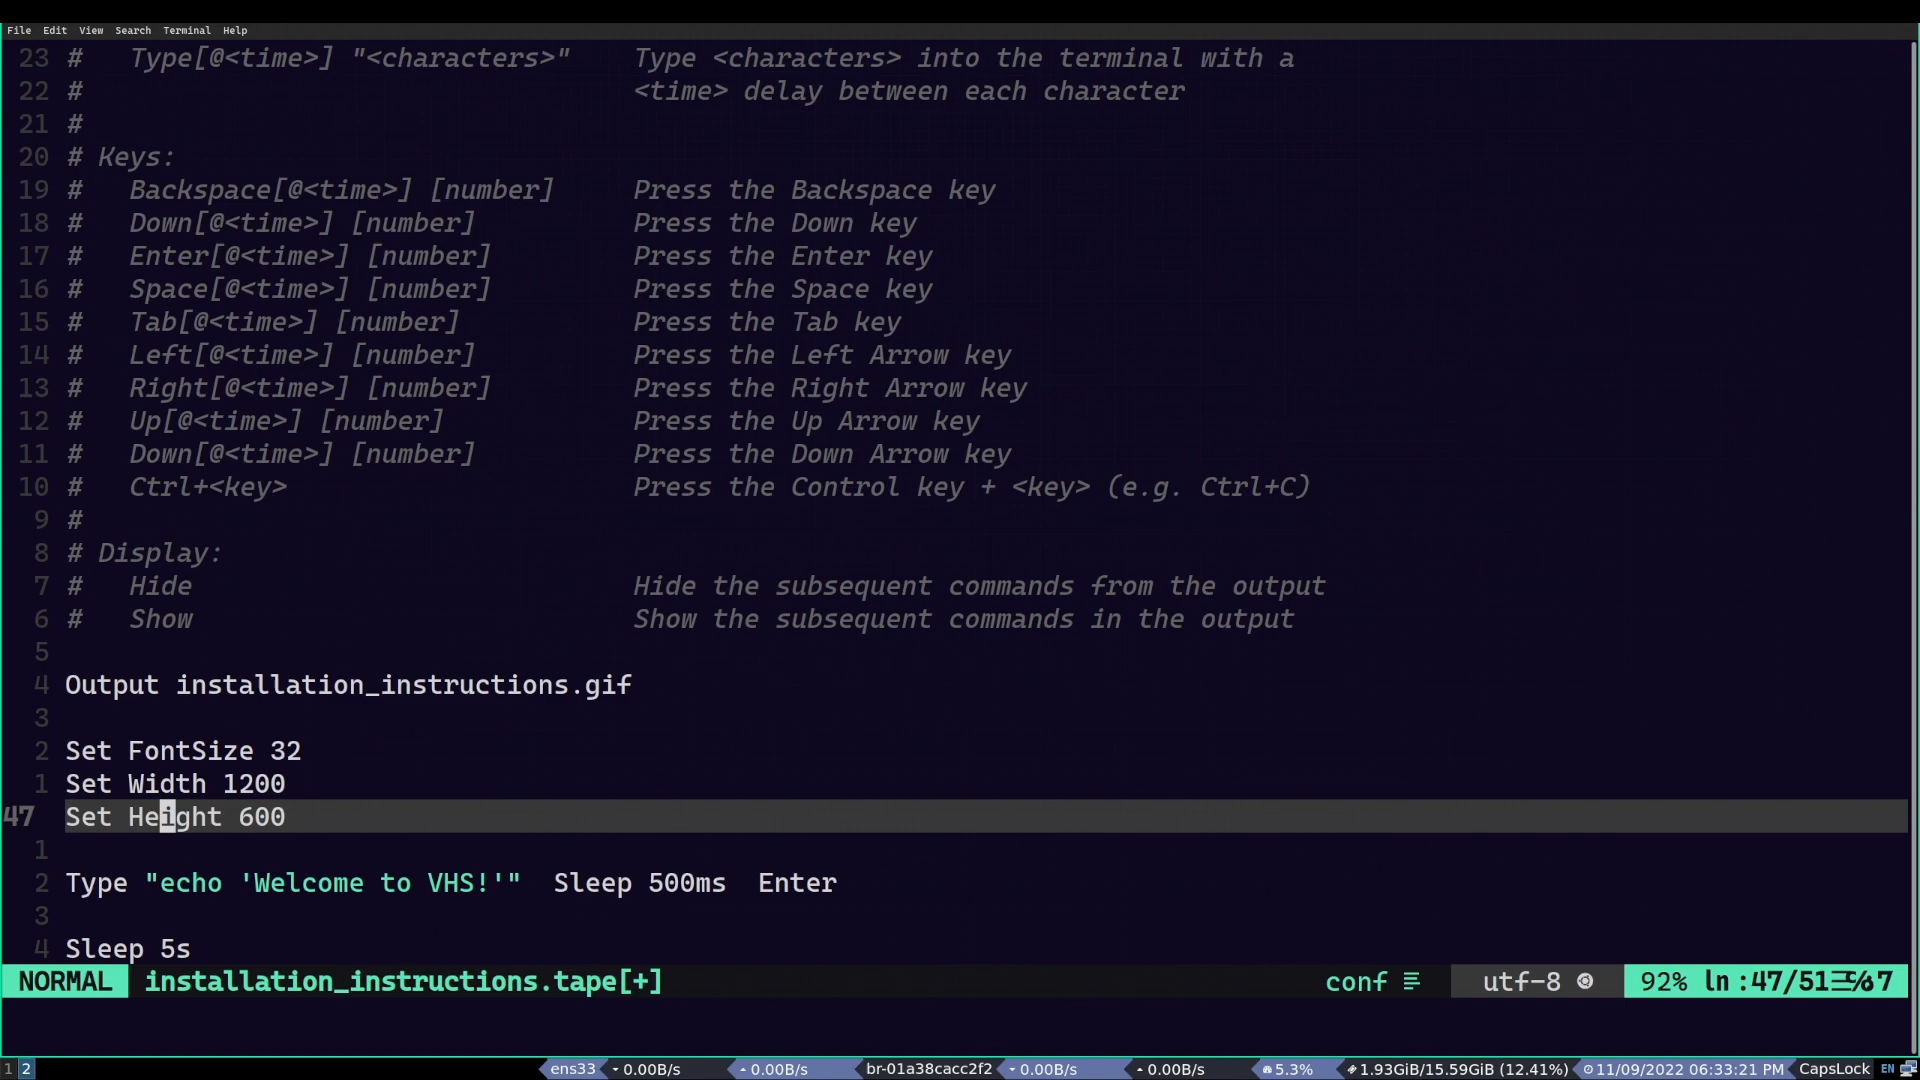 File Edit View Search Terminal Help
23 #   Type[@<time>] "<characters>"    Type <characters> into the terminal with a
22 #                                   <time> delay between each character
21 #
20 # Keys:
19 #   Backspace[@<time>] [number]     Press the Backspace key
18 #   Down[@<time>] [number]          Press the Down key
17 #   Enter[@<time>] [number]         Press the Enter key
16 #   Space[@<time>] [number]         Press the Space key
15 #   Tab[@<time>] [number]           Press the Tab key
14 #   Left[@<time>] [number]          Press the Left Arrow key
13 #   Right[@<time>] [number]         Press the Right Arrow key
12 #   Up[@<time>] [number]            Press the Up Arrow key
11 #   Down[@<time>] [number]          Press the Down Arrow key
10 #   Ctrl+<key>                      Press the Control key + <key> (e.g. Ctrl+C)
9 #
8 # Display:
7 #   Hide                            Hide the subsequent commands from the output
6 #   Show                            Show the subsequent commands in the output
5
4 Output installation_instructions.gif
3
2 Set FontSize 32
1 Set Width 1200
47 Set Height 600
1
2 Type "echo 'Welcome to VHS!'"  Sleep 500ms  Enter
3
4 Sleep 5s
NORMAL installation_instructions.tape[+] conf utf-8 92% ln :47/51
1 2 ens33 0.00B/s 0.00B/s br-01a38cacc2f2 0.00B/s 0.00B/s 5.3% 1.93GiB/15.59GiB (12.41%) 11/09/2022 06:33:21 PM CapsLock EN